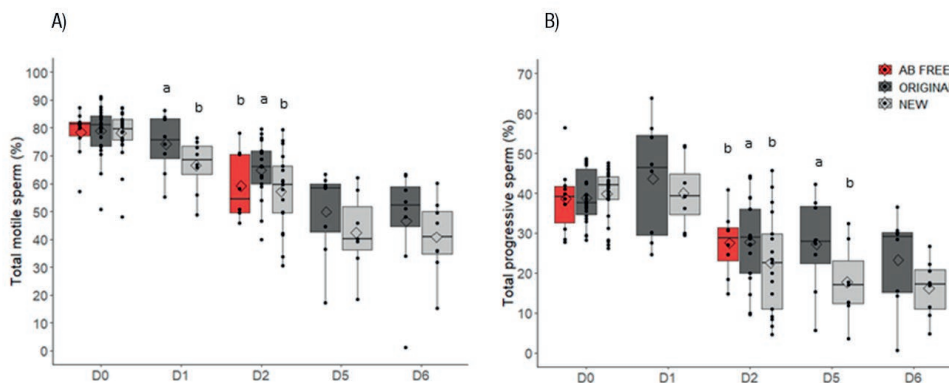 A)
B)
Total motile sperm (%)
100
90
80
70
60
50
40
30
20
10
0
a
b
b
a
b
D0
D1
D2
D5
D6
Total progressive sperm (%)
70
60
50
40
30
20
10
0
b
a
b
a
b
D0
D1
D2
D5
D6
AB FREE
ORIGINAL
NEW